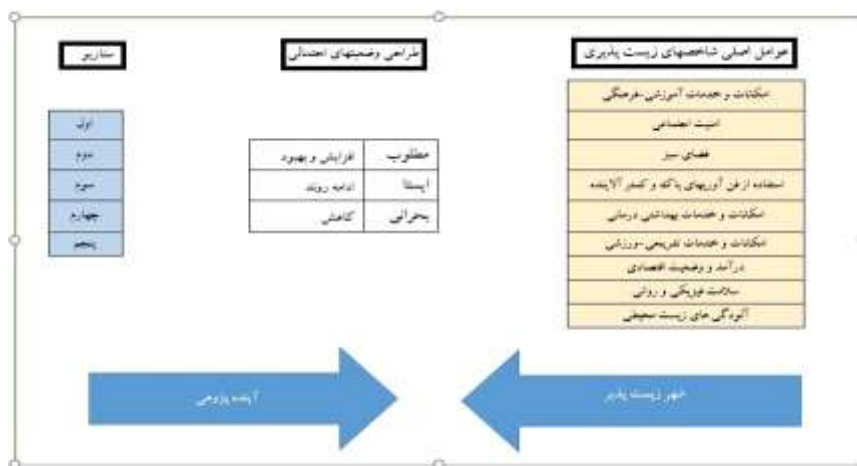 عوامل اصلی شاخصهای زیست پذیری
امکانات و خدمات آموزشی-فرهنگی
امنیت اجتماعی
فضای سبز
استفاده از فن آوریهای پاک و کمتر آلاینده
امکانات و خدمات بهداشتی درمانی
امکانات و خدمات تفریحی-ورزشی
درآمد و وضعیت اقتصادی
سلامت فیزیکی و روانی
آلودگی های زیست محیطی
طراحی وضعیتهای احتمالی
مطلوب افزایش و بهبود
ایستا ادامه روند
بحرانی کاهش
سناریو
اول
دوم
سوم
چهارم
پنجم
شهر زیست پذیر
آینده پژوهی